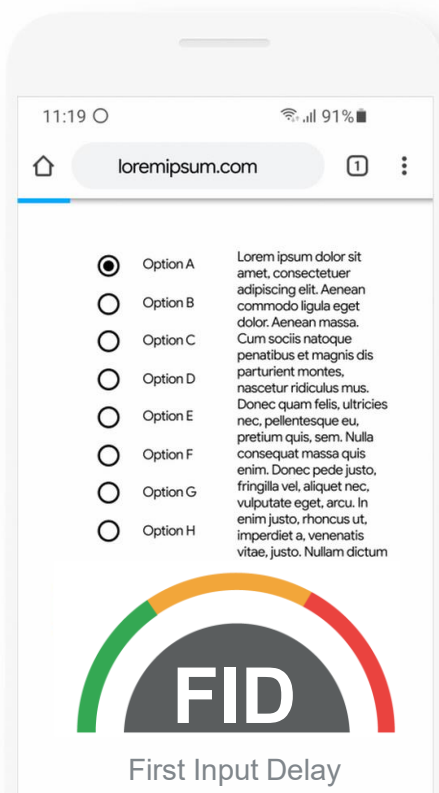 11:19
91%
loremipsum.com
1
Option A
Option B
Option C
Option D
Option E
Option F
Option G
Option H
Lorem ipsum dolor sit
amet, consectetuer
adipiscing elit. Aenean
commodo ligula eget
dolor. Aenean massa.
Cum sociis natoque
penatibus et magnis dis
parturient montes,
nascetur ridiculus mus.
Donec quam felis, ultricies
nec, pellentesque eu,
pretium quis, sem. Nulla
consequat massa quis
enim. Donec pede justo,
fringilla vel, aliquet nec,
vulputate eget, arcu. In
enim justo, rhoncus ut,
imperdiet a, venenatis
vitae, justo. Nullam dictum
FID
First Input Delay